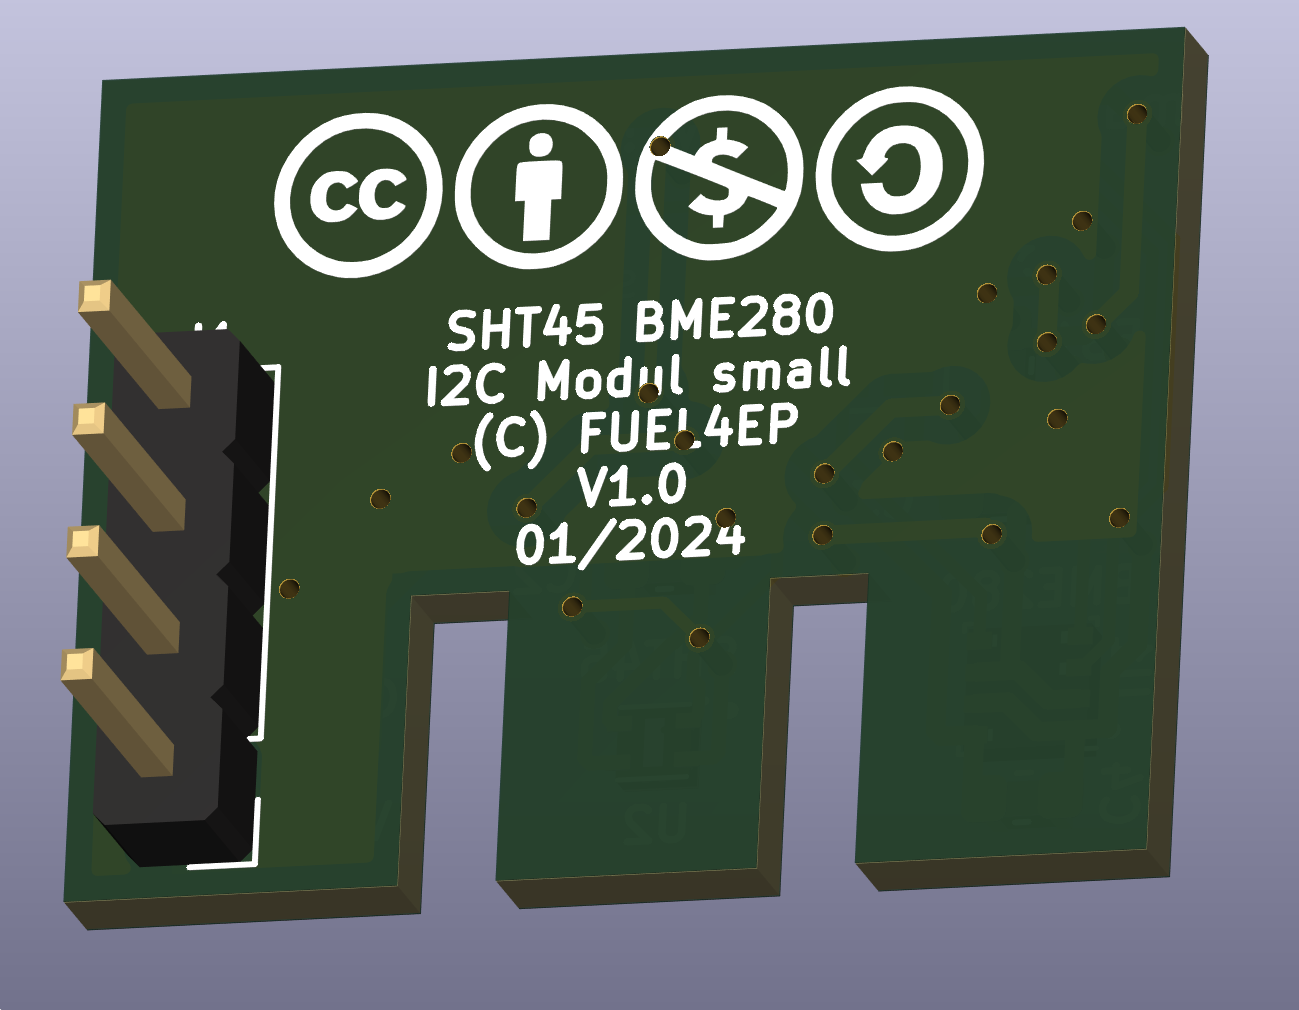 cc
$
SHT45 BME280
I2C Modul small
(C) FUEL4EP
V1.0
01/2024